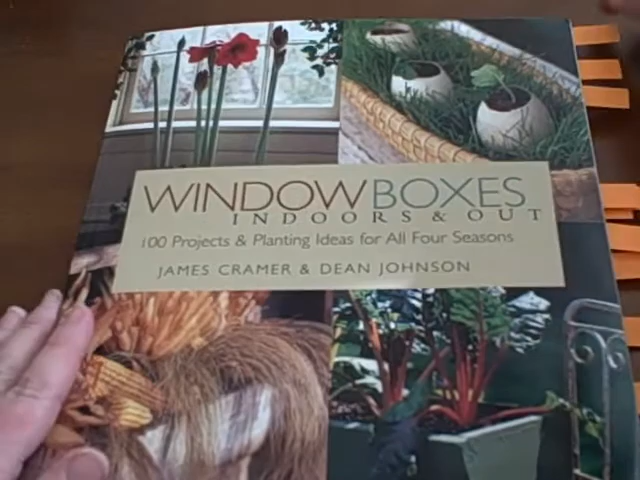 WINDOWBOXES
INDOORS & OUT
100 Projects & Planting Ideas for All Four Seasons
JAMES CRAMER & DEAN JOHNSON